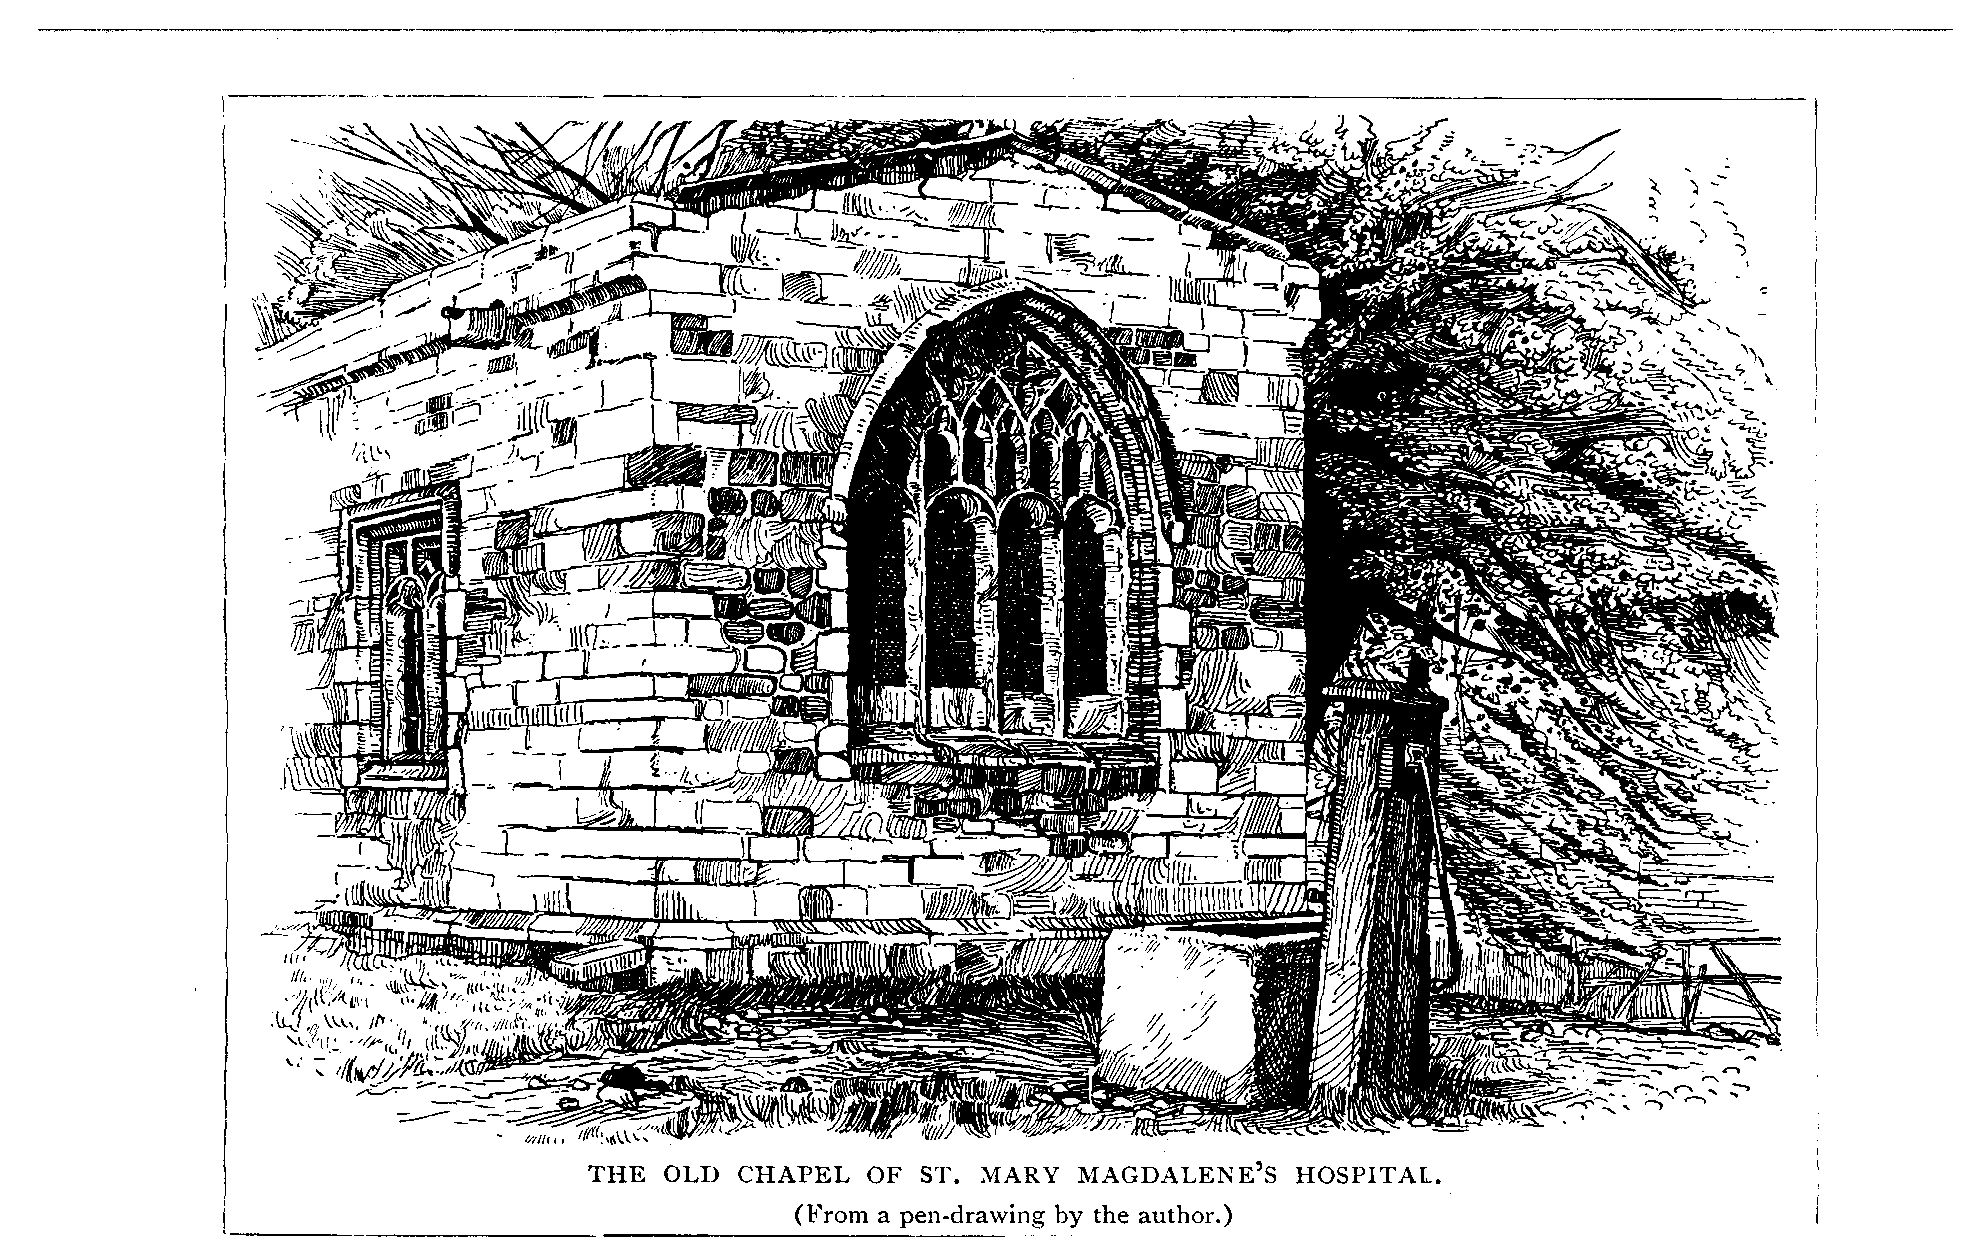 THE OLD CHAPEL OF ST. MARY MAGDALENE'S HOSPITAL.
(From a pen-drawing by the author.)